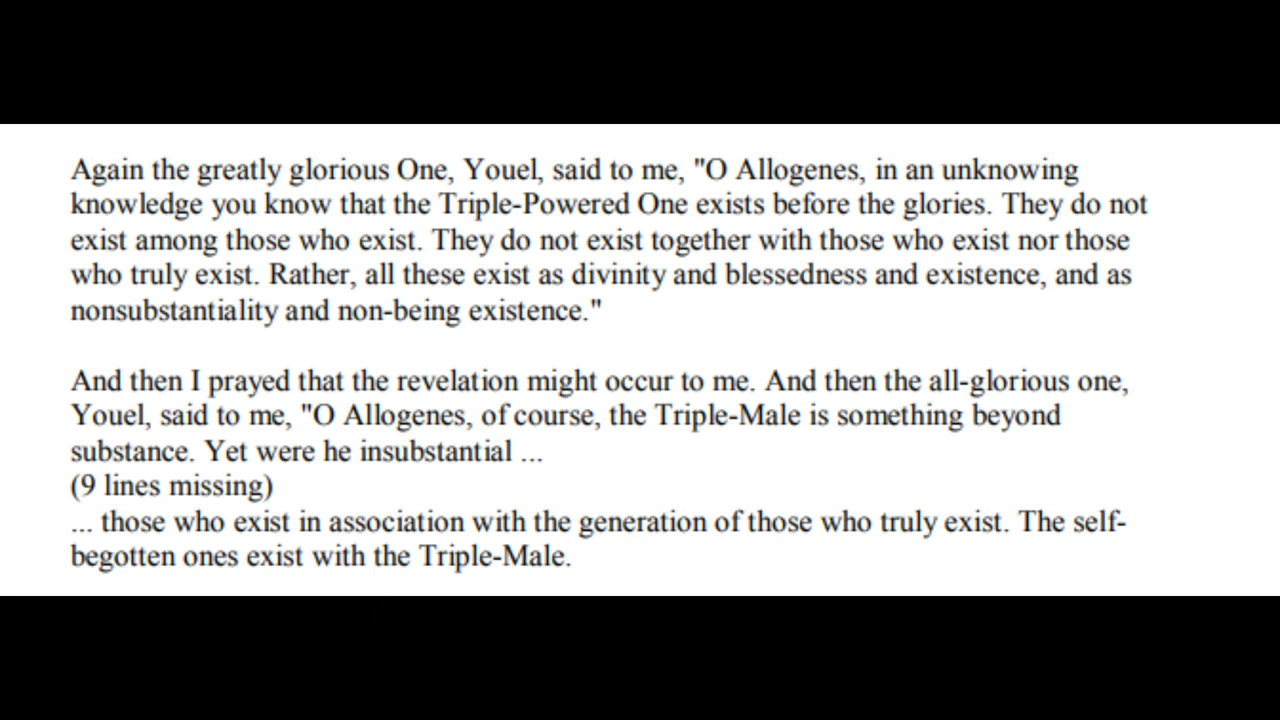 Again the greatly glorious One, Youel, said to me, "O Allogenes, in an unknowing
knowledge you know that the Triple-Powered One exists before the glories. They do not
exist among those who exist. They do not exist together with those who exist nor those
who truly exist. Rather, all these exist as divinity and blessedness and existence, and as
nonsubstantiality and non-being existence."
And then I prayed that the revelation might occur to me. And then the all-glorious one,
Youel, said to me, "O Allogenes, of course, the Triple-Male is something beyond
substance. Yet were he insubstantial ...
(9 lines missing)
... those who exist in association with the generation of those who truly exist. The self-
begotten ones exist with the Triple-Male.